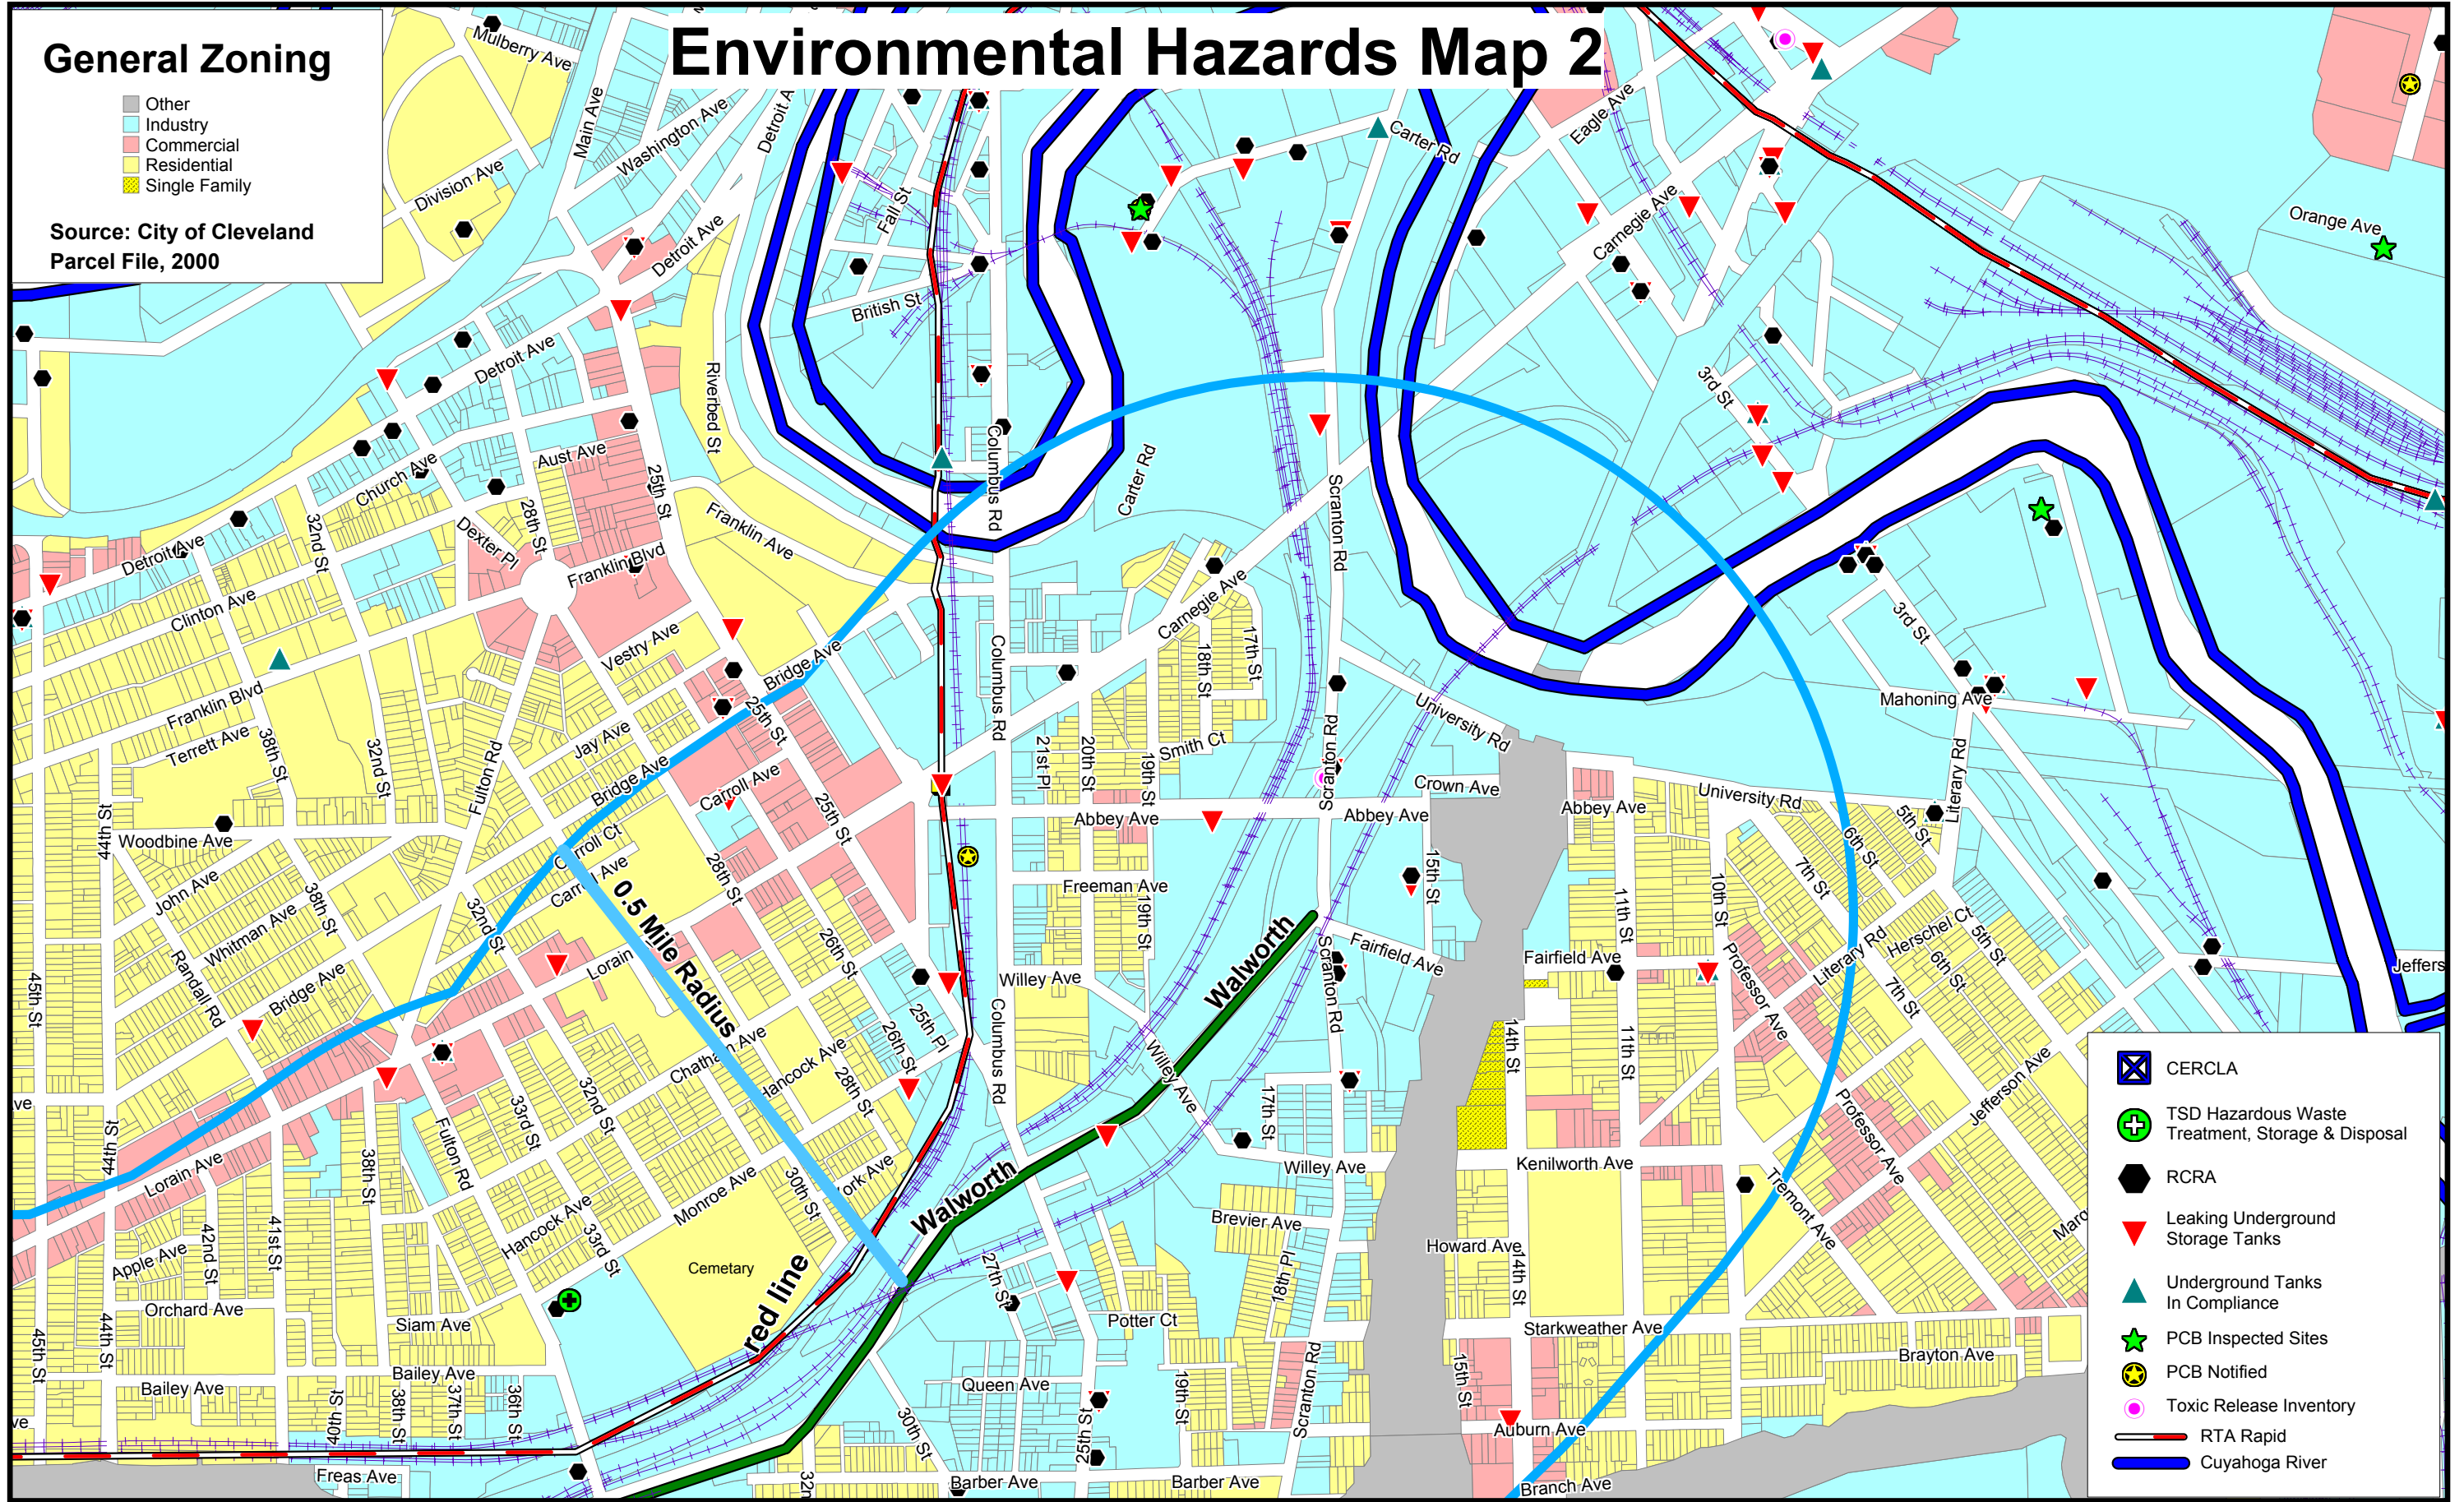 Environmental Hazards Map 2
General Zoning
Other
Industry
Commercial
Residential
Single Family
Source: City of Cleveland
Parcel File, 2000
Mulberry Ave
Main Ave
Washington Ave
Detroit A
Division Ave
Detroit Ave
Fall St
British St
Carter Rd
Eagle Ave
Carnegie Ave
Orange Ave
Detroit Ave
Riverbed St
3rd St
Church Ave
Aust Ave
25th St
Columbus Rd
Carter Rd
Scranton Rd
Detroit Ave
32nd St
Dexter Pl
28th St
Franklin Blvd
Franklin Ave
Clinton Ave
Vestry Ave
Bridge Ave
Carnegie Ave
18th St
17th St
3rd St
Franklin Blvd
Terrett Ave
38th St
32nd St
Fulton Rd
Jay Ave
Bridge Ave
25th St
Columbus Rd
21st Pl
20th St
19th St
Smith Ct
Scranton Rd
University Rd
Mahoning Ave
Literary Rd
44th St
Woodbine Ave
Carroll Ave
25th St
Abbey Ave
Abbey Ave
Crown Ave
Abbey Ave
University Rd
6th St
5th St
John Ave
Whitman Ave
38th St
Randall Rd
Bridge Ave
32nd St
Carroll Ct
Carroll Ave
28th St
0.5 Mile Radius
Lorain
26th St
Freeman Ave
19th St
15th St
11th St
10th St
7th St
Willey Ave
Walworth
Scranton Rd
Fairfield Ave
Fairfield Ave
Professor Ave
Literary Rd
Herschel Ct
5th St
6th St
7th St
Jeffers
45th St
25th Pl
26th St
Columbus Rd
Chatham Ave
Hancock Ave
28th St
Willey Ave
17th St
14th St
11th St
Jefferson Ave
ve
44th St
Lorain Ave
38th St
Fulton Rd
33rd St
32nd St
Monroe Ave
30th St
York Ave
Walworth
Willey Ave
Kenilworth Ave
Professor Ave
Tremont Ave
Marq
Apple Ave
42nd St
41st St
Hancock Ave
33rd St
Cemetary
red line
27th St
Brevier Ave
18th Pl
Howard Ave
14th St
Orchard Ave
Siam Ave
Potter Ct
Starkweather Ave
Brayton Ave
45th St
44th St
Bailey Ave
Bailey Ave
40th St
38th St
37th St
36th St
Queen Ave
30th St
25th St
19th St
Scranton Rd
15th St
Auburn Ave
ve
Freas Ave
32n
Barber Ave
Barber Ave
Branch Ave
CERCLA
TSD Hazardous Waste
Treatment, Storage & Disposal
RCRA
Leaking Underground
Storage Tanks
Underground Tanks
In Compliance
PCB Inspected Sites
PCB Notified
Toxic Release Inventory
RTA Rapid
Cuyahoga River